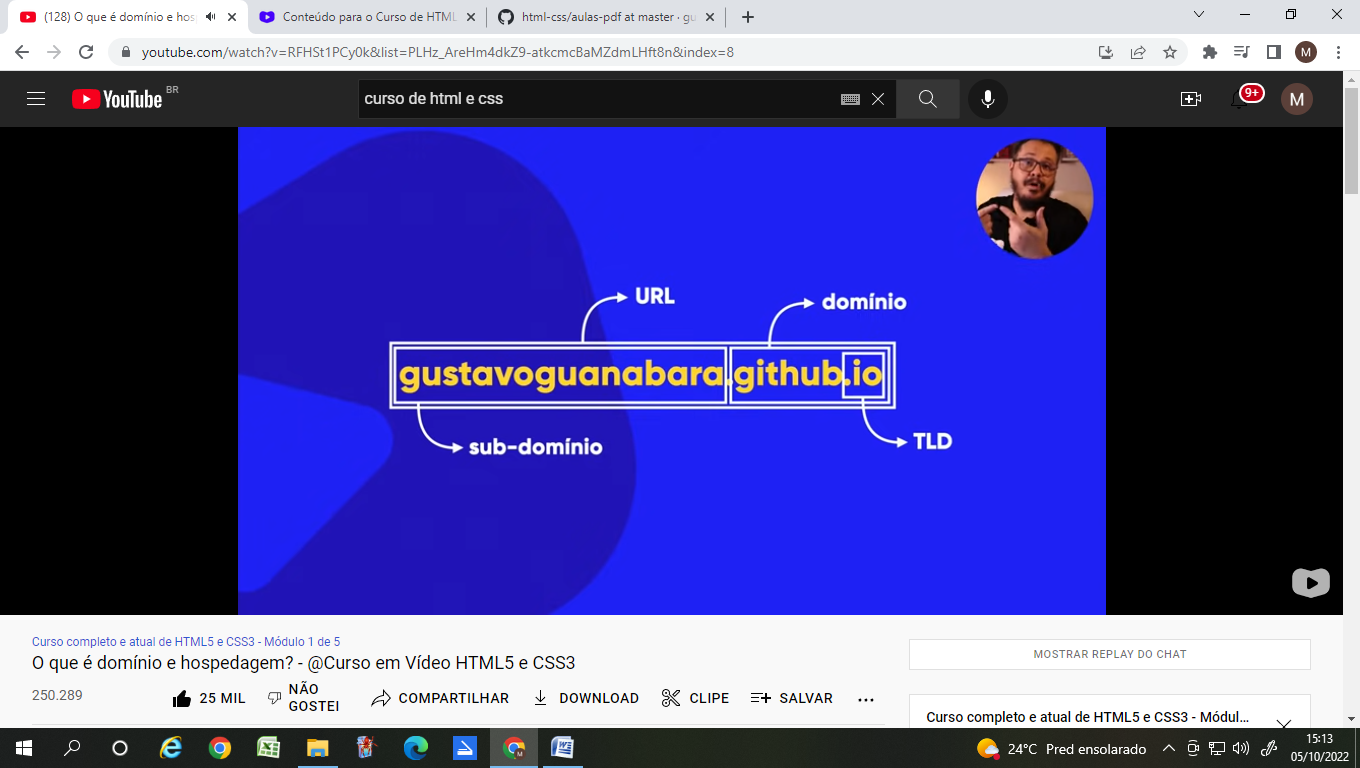 (128) O que é domínio e hos
Conteúdo para o Curso de HTML
html-css/aulas-pdf at master · gu
youtube.com/watch?v=RFHSt1PCy0k&list=PLHz_AreHm4dkZ9-atkcmcBaMZdmLHft8n&index=8
M
YouTube BR
curso de html e css
9+
M
URL
domínio
gustavoguanabara.github.io
sub-domínio
TLD
Curso completo e atual de HTML5 e CSS3 - Módulo 1 de 5
O que é domínio e hospedagem? - @Curso em Vídeo HTML5 e CSS3
MOSTRAR REPLAY DO CHAT
250.289
25 MIL
NÃO
GOSTEI
COMPARTILHAR
DOWNLOAD
CLIPE
SALVAR
Curso completo e atual de HTML5 e CSS3 - Módul...
24°C Pred ensolarado
15:13
05/10/2022